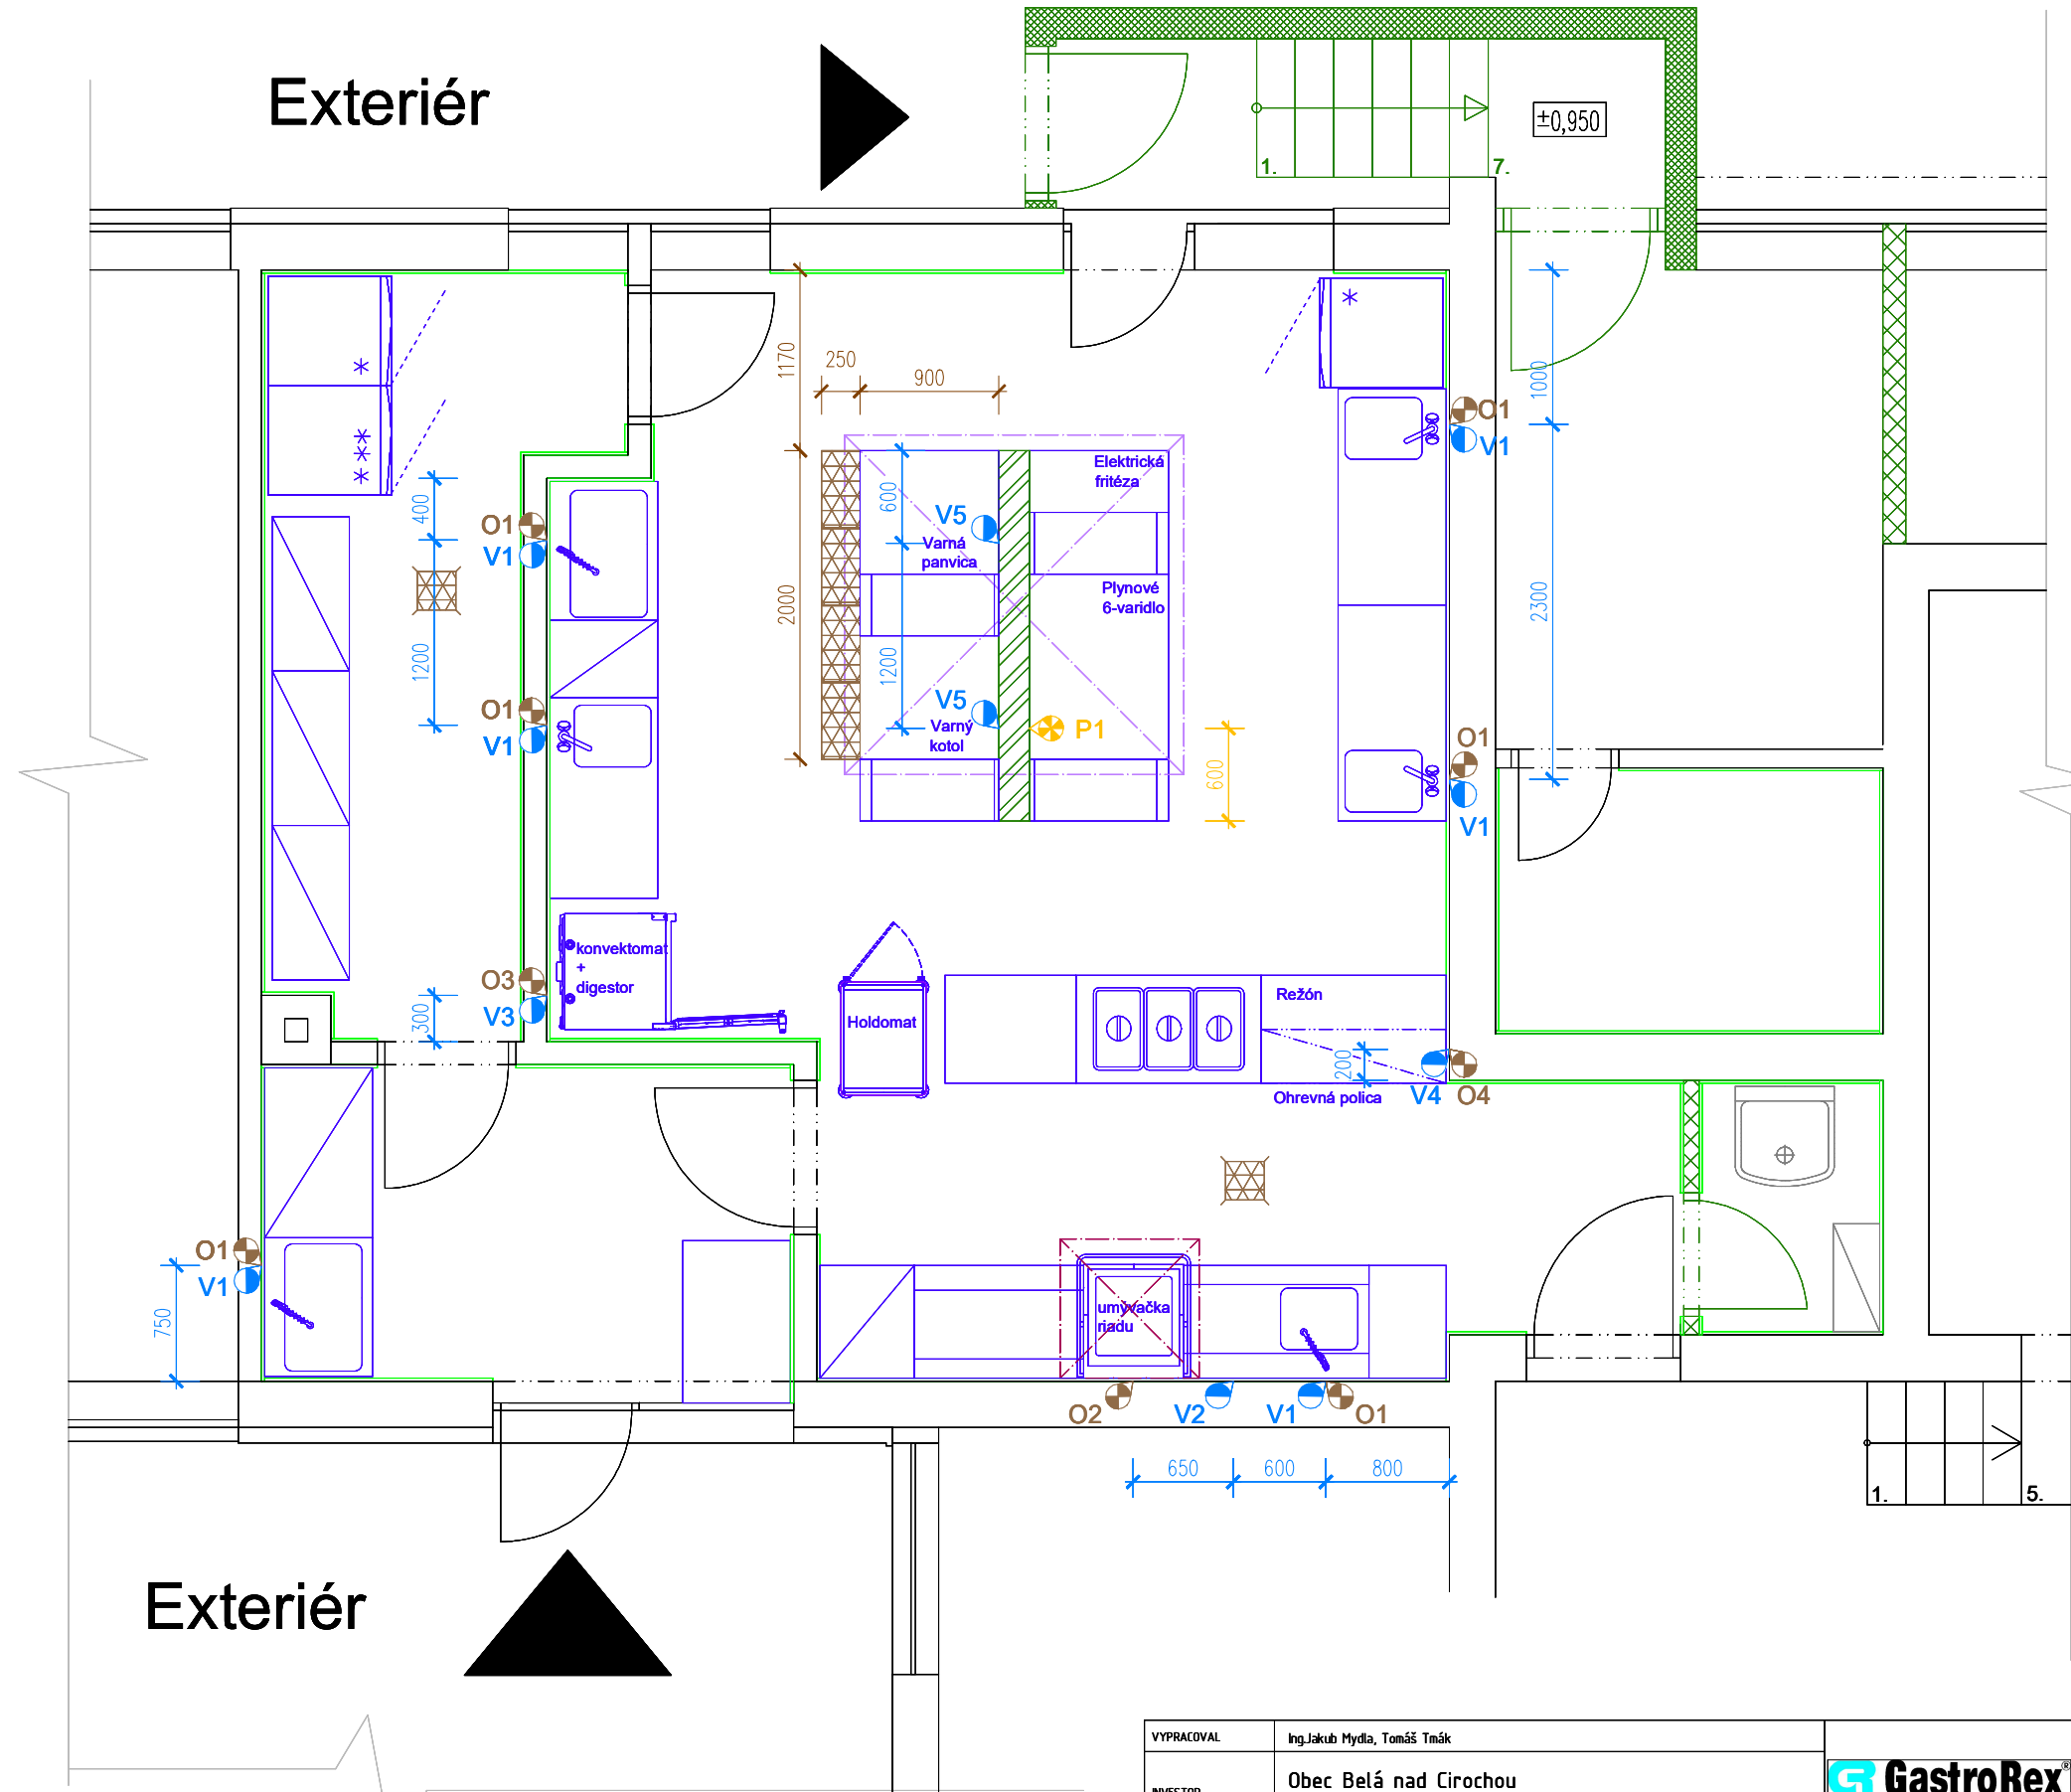 Exteriér
±0,950
1.
7.
1170
250
900
1000
O1
V1
Elektrická
fritéza
400
600
V5
O1
V1
Varná
panvica
Plynové
6-varidlo
2000
2300
1200
1200
V5
O1
V1
Varný
kotol
P1
O1
600
V1
konvektomat
+
digestor
O3
V3
300
Holdomat
Režón
200
Ohrevná polica
V4
O4
O1
V1
750
umývačka
riadu
O2
V2
V1
O1
650
600
800
1.
5.
Exteriér
VYPRACOVAL
Ing.Jakub Mydla, Tomáš Tmák
INVESTOR
Obec Belá nad Cirochou
GastroRex®